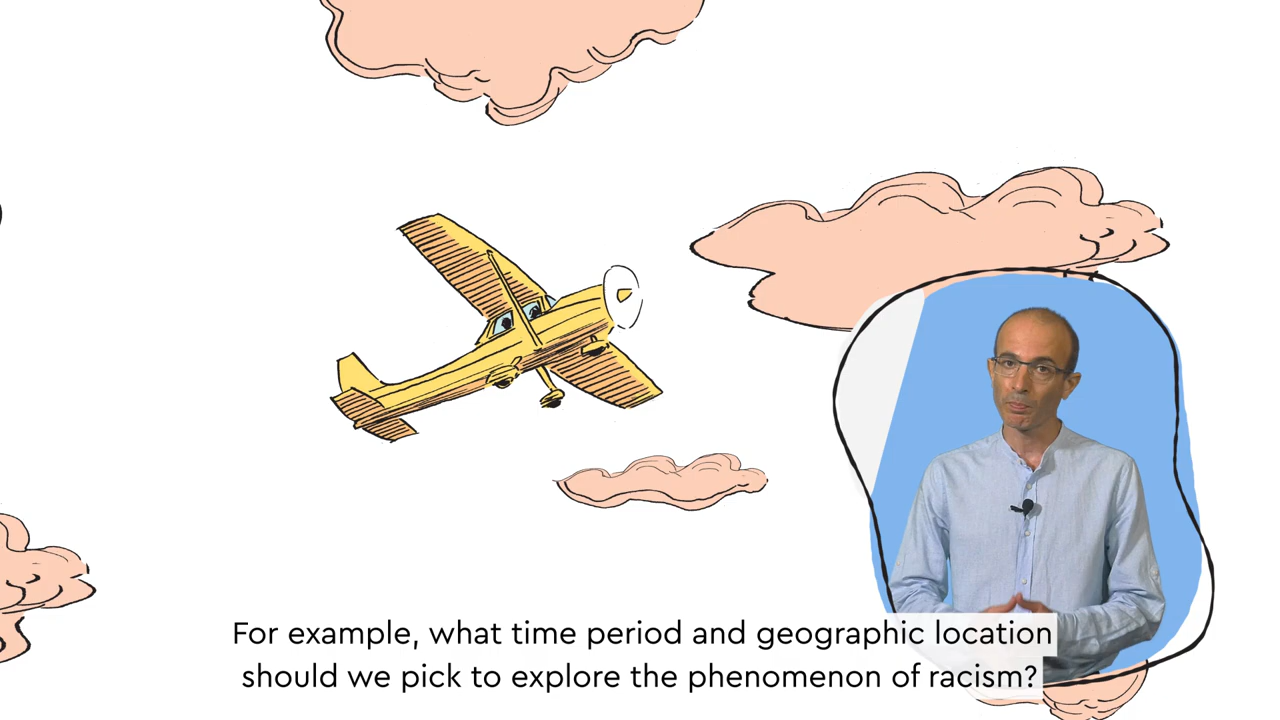 For example, what time period and geographic location
should we pick to explore the phenomenon of racism?